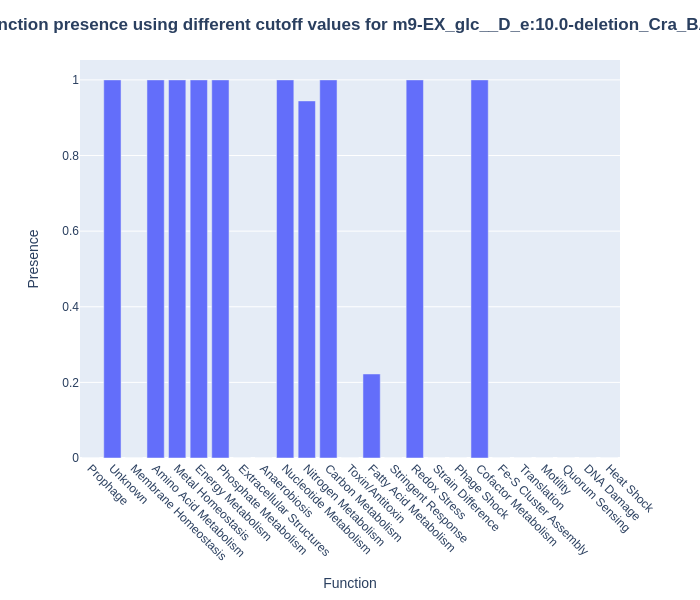 nction presence using different cutoff values for m9-EX_glc__D_e:10.0-deletion_Cra_B
1
0.8
0.6
0.4
0.2
0
Presence
Prophage
Unknown
Membrane Homeostasis
Amino Acid Metabolism
Metal Homeostasis
Energy Metabolism
Phosphate Metabolism
Extracellular Structures
Anaerobiosis
Nucleotide Metabolism
Nitrogen Metabolism
Carbon Metabolism
Toxin/Antitoxin
Fatty Acid Metabolism
Stringent Response
Redox Stress
Strain Difference
Phage Shock
Cofactor Metabolism
Fe-S Cluster Assembly
Translation
Motility
Quorum Sensing
DNA Damage
Heat Shock
Function